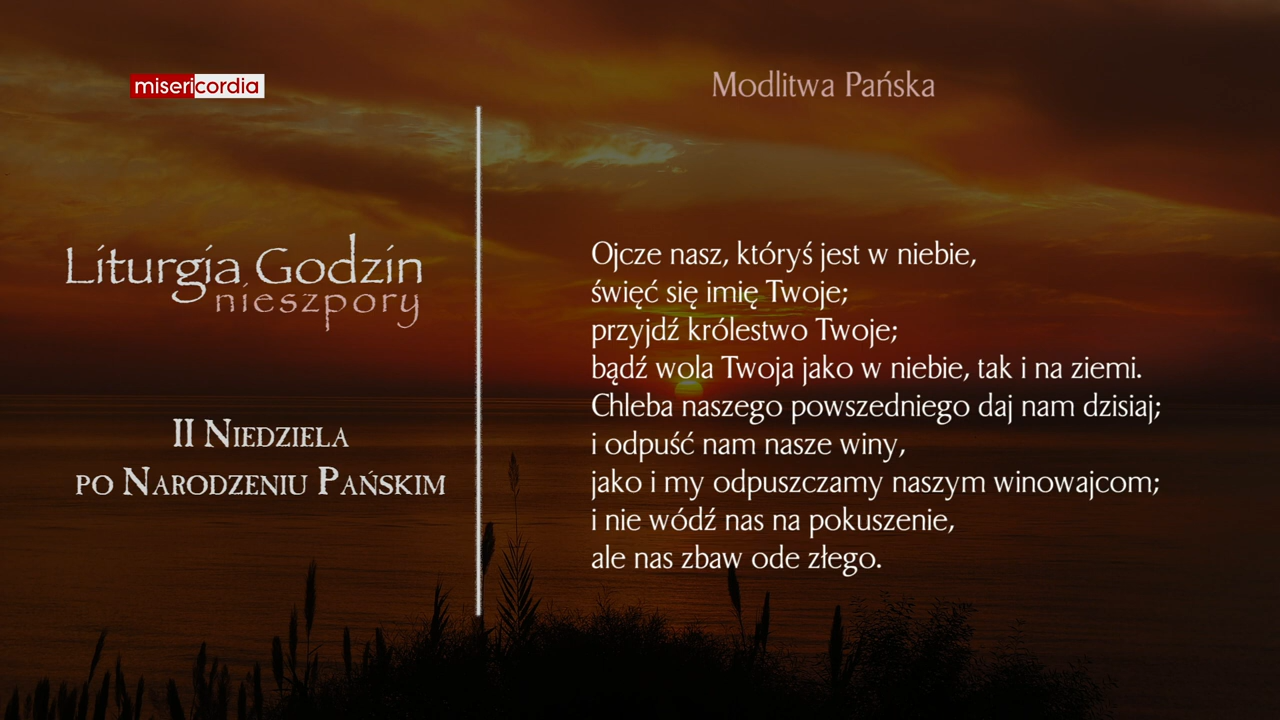 misericordia
Modlitwa Pańska
Liturgia Godzin
nieszpory
II Niedziela
po Narodzeniu Pańskim
Ojcze nasz, któryś jest w niebie,
święć się imię Twoje;
przyjdź królestwo Twoje;
bądź wola Twoja jako w niebie, tak i na ziemi.
Chleba naszego powszedniego daj nam dzisiaj;
i odpuść nam nasze winy,
jako i my odpuszczamy naszym winowajcom;
i nie wódź nas na pokuszenie,
ale nas zbaw ode złego.